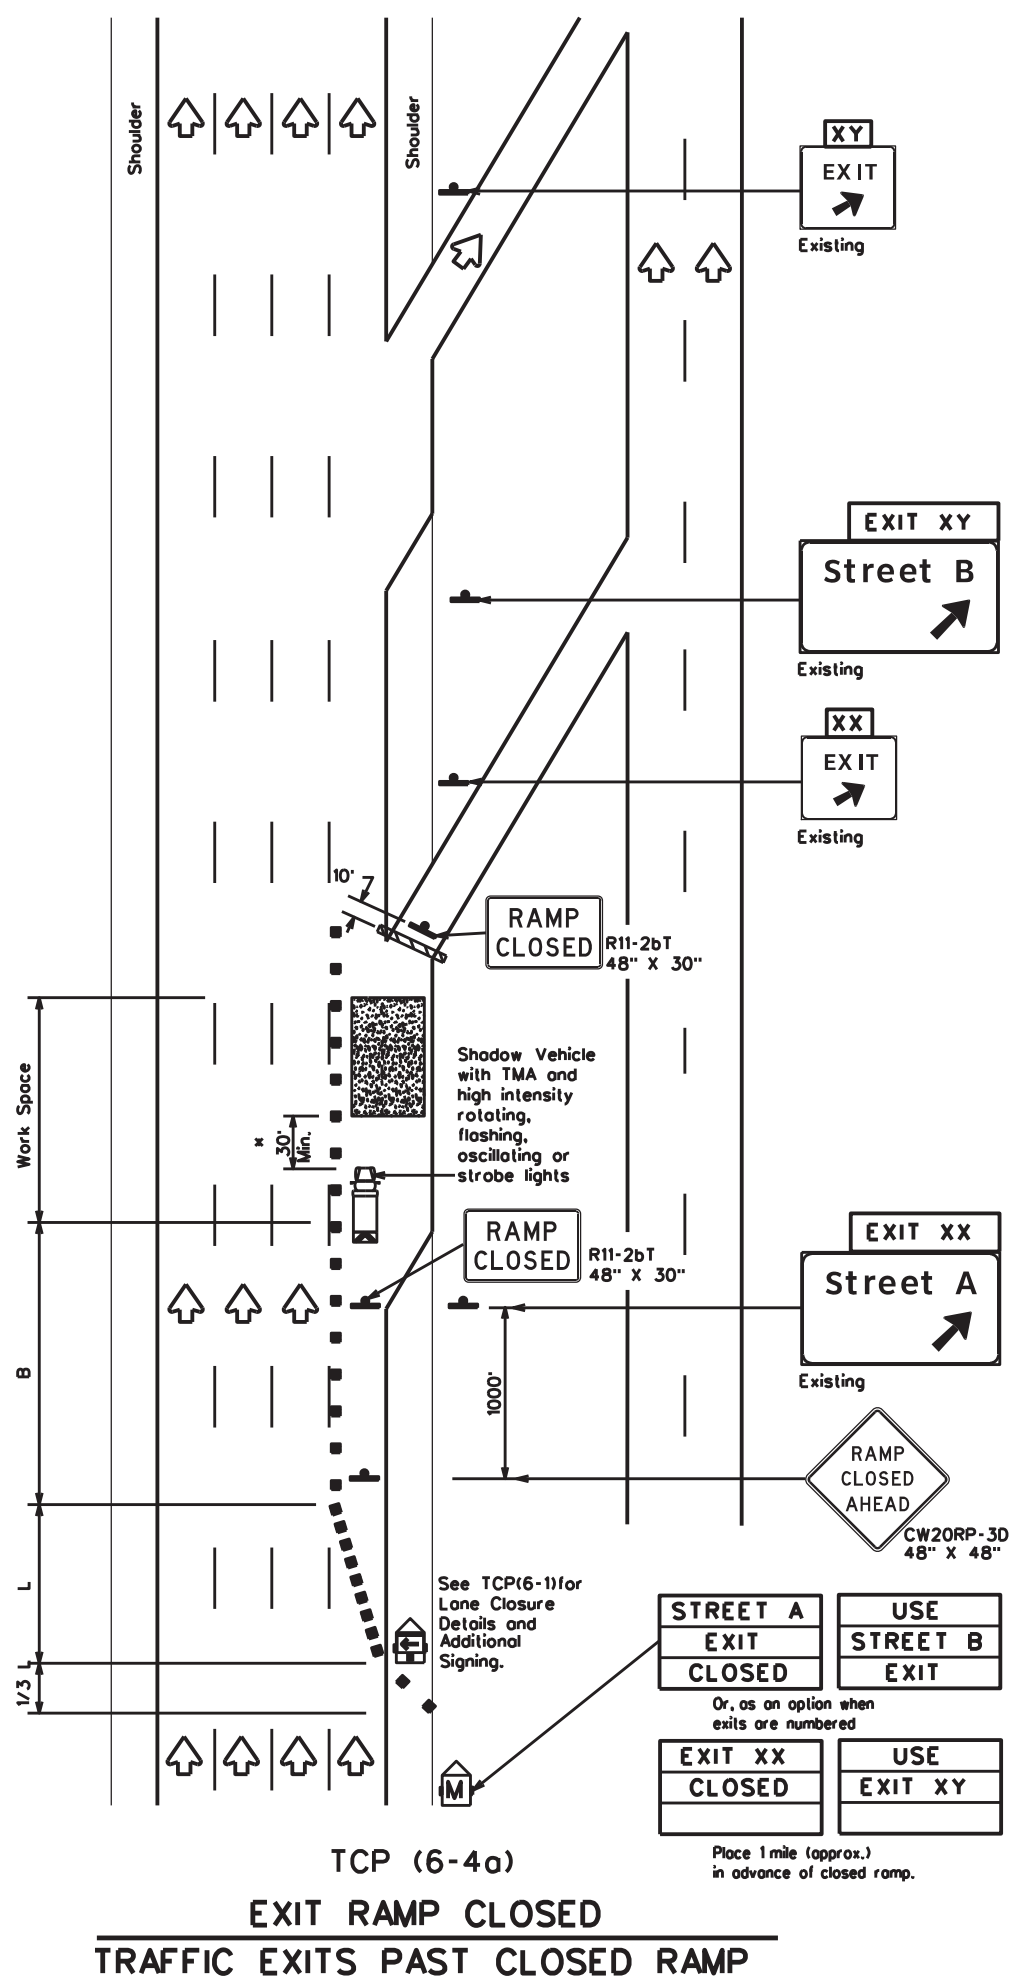 Shoulder
Shoulder
XY
EXIT
Existing
EXIT XY
Street B
Existing
XX
EXIT
Existing
10'
RAMP
CLOSED
R11-2bT
48" X 30"
Work Space
x
30'
Min.
Shadow Vehicle
with TMA and
high intensity
rotating,
flashing,
oscillating or
strobe lights
RAMP
CLOSED
R11-2bT
48" X 30"
EXIT XX
Street A
Existing
B
1000'
RAMP
CLOSED
AHEAD
CW20RP-3D
48" X 48"
L
See TCP(6-1)for
Lane Closure
Details and
Additional
Signing.
1/3 L
STREET A
EXIT
CLOSED
USE
STREET B
EXIT
Or, as an option when
exits are numbered
EXIT XX
CLOSED
USE
EXIT XY
M
Place 1 mile (approx.)
in advance of closed ramp.
TCP (6-4a)
EXIT RAMP CLOSED
TRAFFIC EXITS PAST CLOSED RAMP